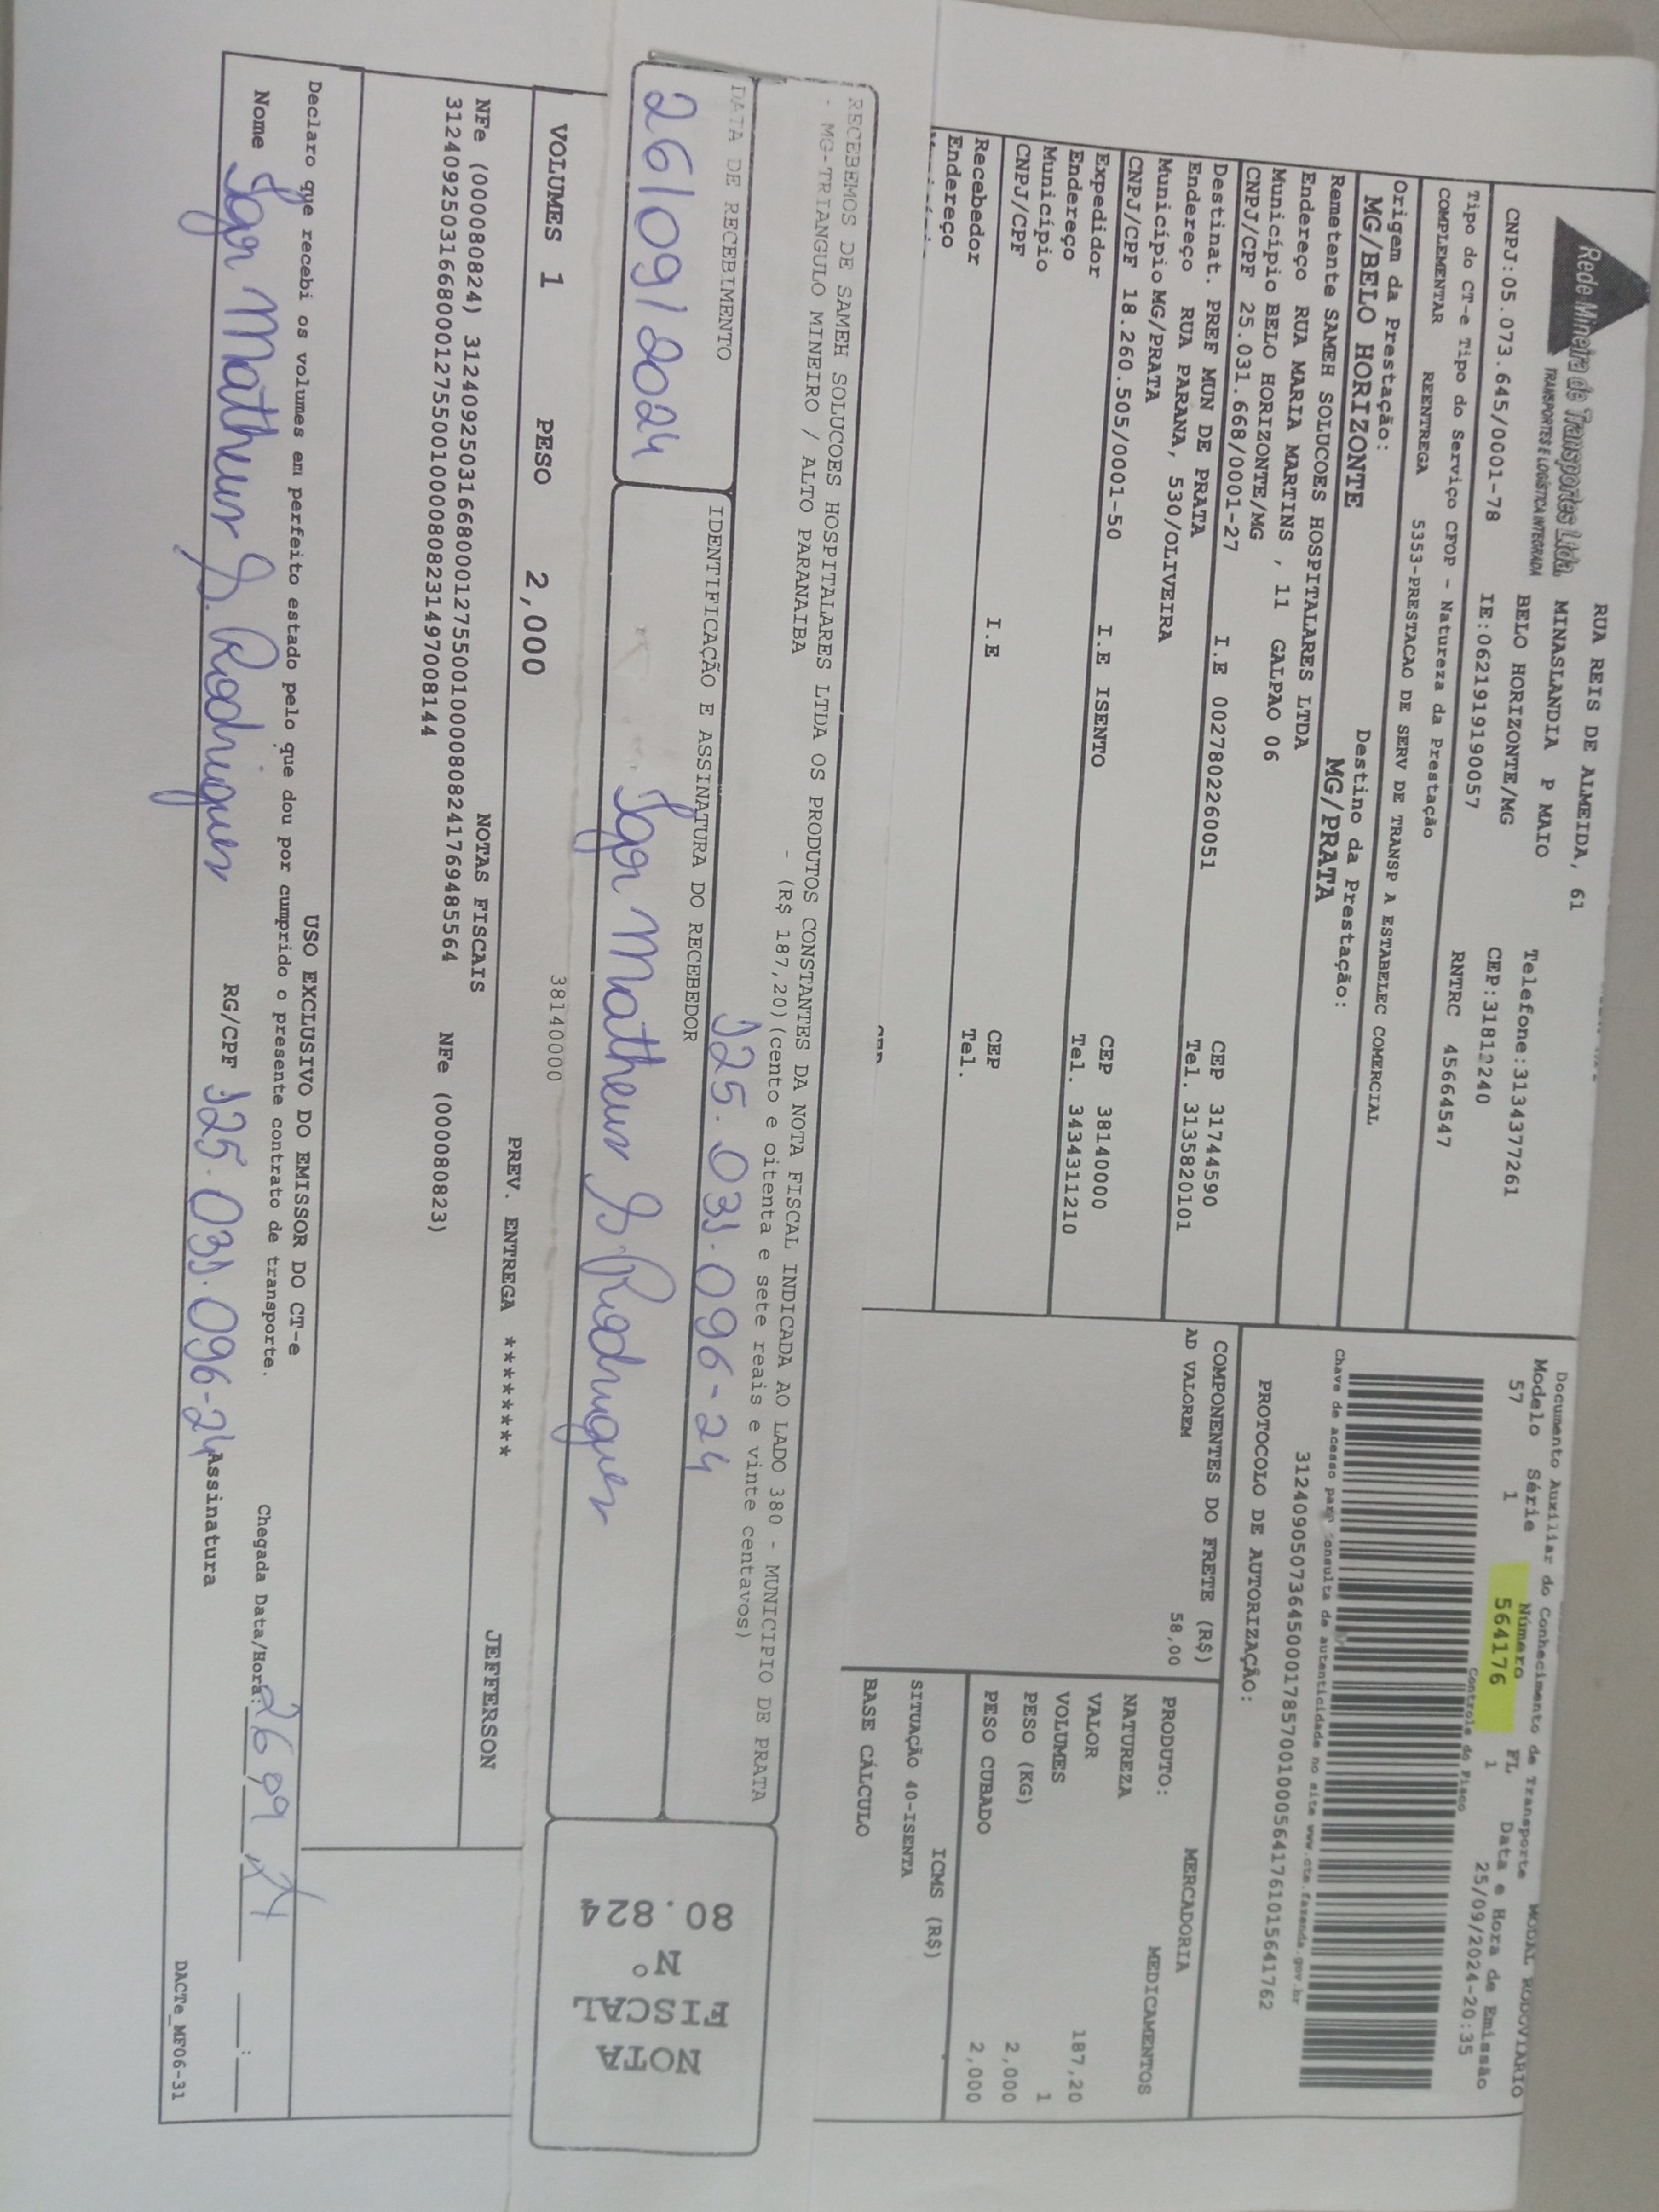 Rede Mineira de Transportes Ltda.
TRANSPORTES E LOGÍSTICA INTEGRADA
RUA REIS DE ALMEIDA, 61
MINASLANDIA P MAIO
BELO HORIZONTE/MG
Telefone:3134377261
CEP:31812240
CNPJ:05.073.645/0001-78 IE:0621919190057 RNTRC 45664547
Tipo do CT-e Tipo do Serviço CFOP - Natureza da Prestação
COMPLEMENTAR REENTREGA 5353-PRESTACAO DE SERV DE TRANSP A ESTABELEC COMERCIAL
Origem da Prestação: Destino da Prestação:
MG/BELO HORIZONTE MG/PRATA
Remetente SAMEH SOLUCOES HOSPITALARES LTDA
Endereço RUA MARIA MARTINS , 11 GALPAO 06
Município BELO HORIZONTE/MG CEP 31744590
CNPJ/CPF 25.031.668/0001-27 I.E 0027802260051 Tel. 3135820101
Destinat. PREF MUN DE PRATA
Endereço RUA PARANA, 530/OLIVEIRA
Município MG/PRATA CEP 38140000
CNPJ/CPF 18.260.505/0001-50 I.E ISENTO Tel. 3434311210
Expedidor
Endereço
Município CEP
CNPJ/CPF I.E Tel.
Recebedor
Endereço
Documento Auxiliar do Conhecimento de Transporte MODAL RODOVIARIO
Modelo Série Número FL Data e Hora de Emissão
57 1 564176 1 25/09/2024-20:35
Controle do Fisco
Chave de acesso para consulta de autenticidade no site www.cte.fazenda.gov.br
31240905073645000178570010005641761015641762
PROTOCOLO DE AUTORIZAÇÃO:
COMPONENTES DO FRETE (R$)
AD VALOREM 58,00
MERCADORIA
PRODUTO: MEDICAMENTOS
NATUREZA
VALOR 187,20
VOLUMES 1
PESO (KG) 2,000
PESO CUBADO 2,000
ICMS (R$)
SITUAÇÃO 40-ISENTA
BASE CÁLCULO
RECEBEMOS DE SAMEH SOLUCOES HOSPITALARES LTDA OS PRODUTOS CONSTANTES DA NOTA FISCAL INDICADA AO LADO 380 - MUNICIPIO DE PRATA
- MG-TRIANGULO MINEIRO / ALTO PARANAIBA - (R$ 187,20)(cento e oitenta e sete reais e vinte centavos)
DATA DE RECEBIMENTO
26/09/2024
IDENTIFICAÇÃO E ASSINATURA DO RECEBEDOR
125.031.096-24
Igor Matheus S. Rodrigues
NOTA
FISCAL
Nº
80.824
38140000
VOLUMES 1 PESO 2,000 PREV. ENTREGA ******** JEFFERSON
NOTAS FISCAIS
NFe (000080824) 31240925031668000127550010000808241769485564 NFe (000080823)
31240925031668000127550010000808231497008144
USO EXCLUSIVO DO EMISSOR DO CT-e
Declaro que recebi os volumes em perfeito estado pelo que dou por cumprido o presente contrato de transporte.
Chegada Data/Hora: 26 09 24
Nome Igor Matheus S. Rodrigues RG/CPF 125.031.096-24 Assinatura
DACTe_MF06-31